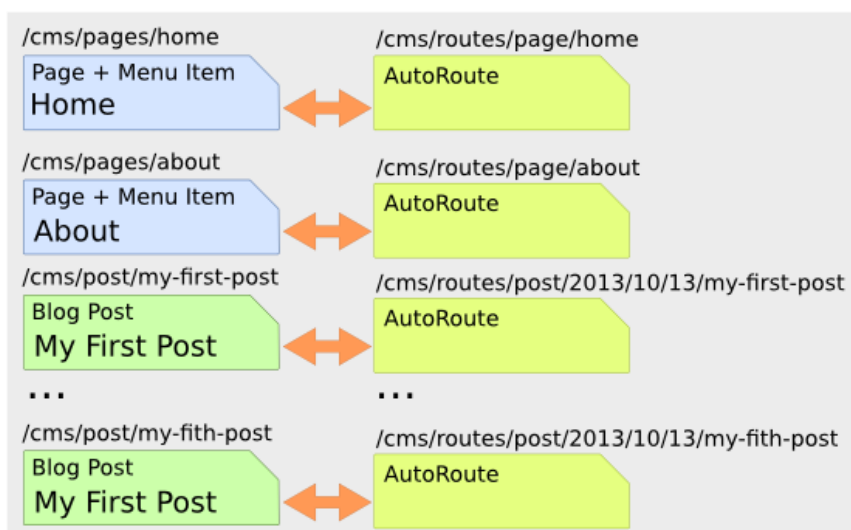 /cms/pages/home
/cms/routes/page/home
Page + Menu Item
Home
AutoRoute
/cms/pages/about
/cms/routes/page/about
Page + Menu Item
About
AutoRoute
/cms/post/my-first-post
/cms/routes/post/2013/10/13/my-first-post
Blog Post
My First Post
AutoRoute
...
...
/cms/post/my-fith-post
/cms/routes/post/2013/10/13/my-fith-post
Blog Post
My First Post
AutoRoute